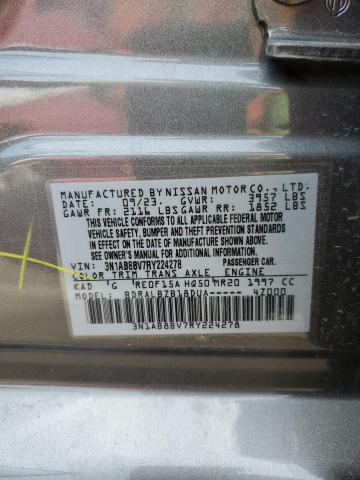 MANUFACTURED BY NISSAN MOTOR CO., LTD.
DATE: 09/23 GVWR: 3957 LBS
GAWR FR: 2116 LBS GAWR RR: 1852 LBS
THIS VEHICLE CONFORMS TO ALL APPLICABLE FEDERAL MOTOR
VEHICLE SAFETY, BUMPER AND THEFT PREVENTION STANDARDS
IN EFFECT ON THE DATE OF MANUFACTURE SHOWN ABOVE.
SEE OWNER'S MANUAL FOR ADDITIONAL INFORMATION
VIN: 3N1AB8BV7RY224278 PASSENGER CAR.
COLOR TRIM TRANS AXLE ENGINE
KAD G RE0F15A HQ50 MR20 1997 CC
MODEL: BDRALBZB18DUA----- 4Z000
3N1AB8BV7RY224278